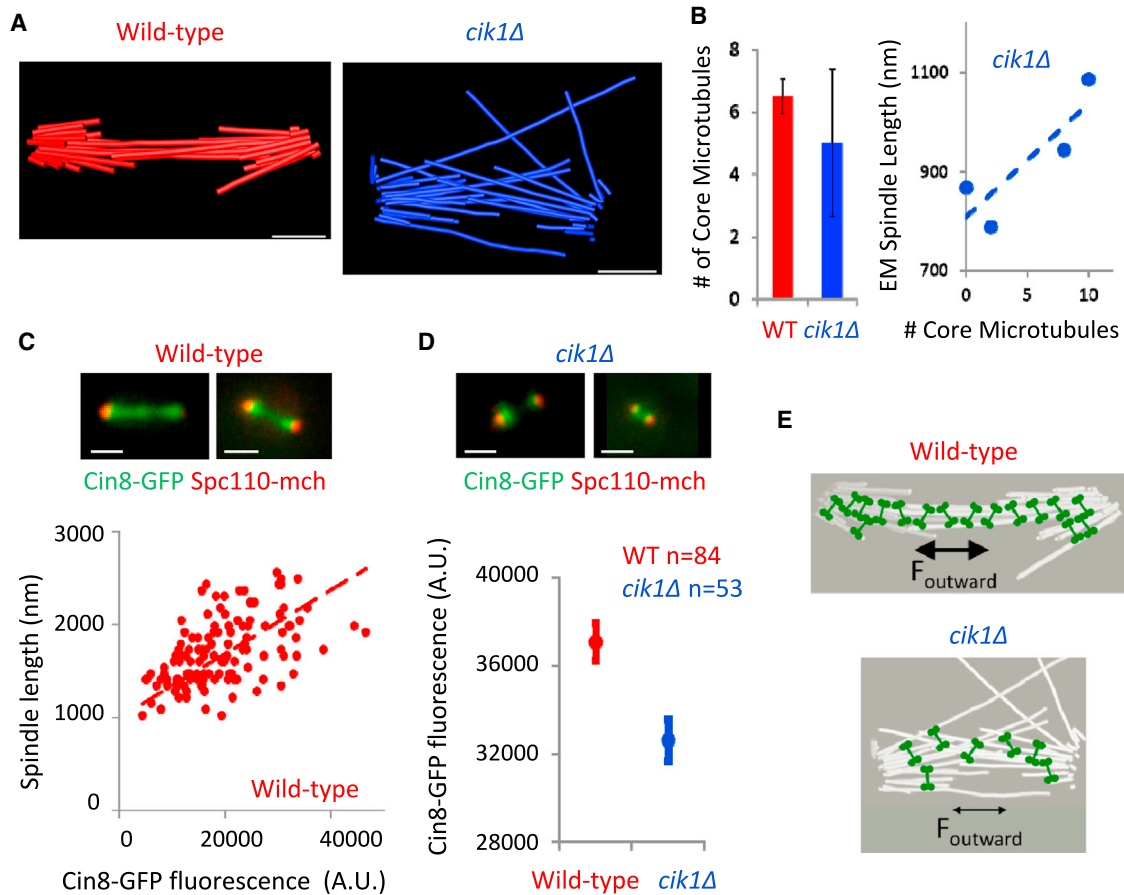 A
Wild-type
cik1Δ
B
# of Core Microtubules
8
6
4
2
0
WT cik1Δ
EM Spindle Length (nm)
1100
900
700
cik1Δ
0 5 10
# Core Microtubules
C
Wild-type
Cin8-GFP Spc110-mch
Spindle length (nm)
3000
2000
1000
0
Wild-type
0 20000 40000
Cin8-GFP fluorescence (A.U.)
D
cik1Δ
Cin8-GFP Spc110-mch
Cin8-GFP fluorescence (A.U.)
WT n=84
cik1Δ n=53
40000
36000
32000
28000
Wild-type cik1Δ
E
Wild-type
Foutward
cik1Δ
Foutward